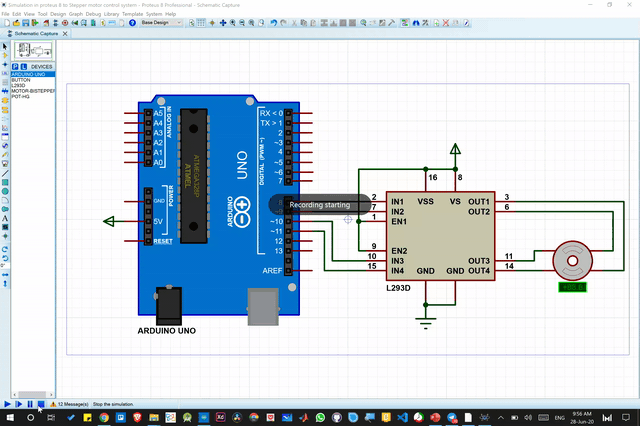 Simulation in proteus 8 to Stepper motor control system - Proteus 8 Professional - Schematic Capture
File Edit View Tool Design Graph Debug Library Template System Help
Base Design
Schematic Capture
P L DEVICES
ARDUINO UNO
BUTTON
L293D
MOTOR-BISTEPPER
POT-HG
A5
A4
A3
A2
A1
A0
ANALOG IN
GND
5V
RESET
POWER
ATMEGA328P
ATMEL
UNO
ARDUINO
DIGITAL (PWM~)
RX < 0
TX > 1
2
~3
4
~5
~6
7
~10
~11
12
13
AREF
ARDUINO UNO
Recording starting
2 IN1
7 IN2
1 EN1
9 EN2
10 IN3
15 IN4
16 VSS
8 VS
OUT1 3
OUT2 6
OUT3 11
OUT4 14
GND GND
L293D
12 Message(s) Stop the simulation.
9:56 AM
28-Jun-20